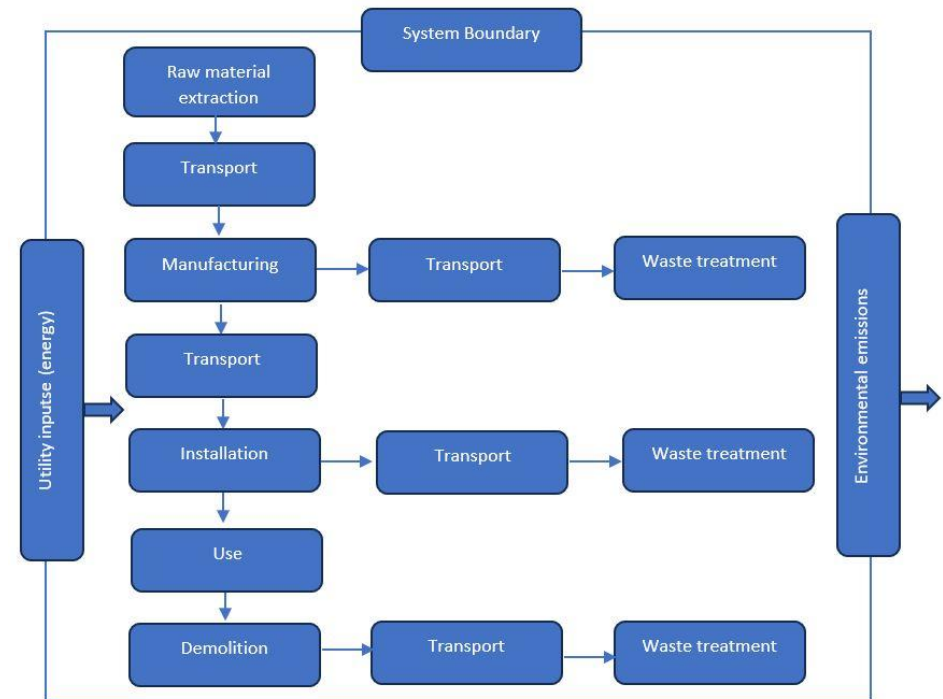 System Boundary
Raw material
extraction
Transport
Manufacturing
Transport
Waste treatment
Transport
Installation
Transport
Waste treatment
Use
Demolition
Transport
Waste treatment
Utility inputse (energy)
Environmental emissions